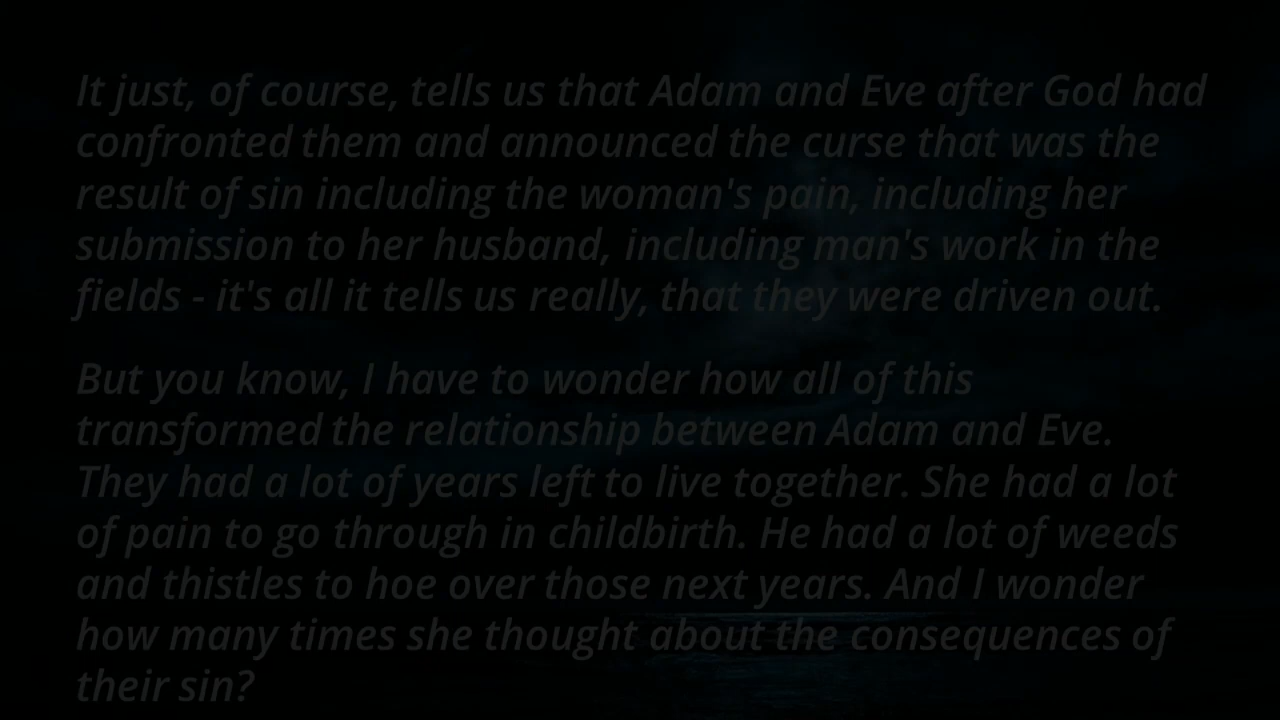 It just, of course, tells us that Adam and Eve after God had
confronted them and announced the curse that was the
result of sin including the woman's pain, including her
submission to her husband, including man's work in the
fields - it's all it tells us really, that they were driven out.
But you know, I have to wonder how all of this
transformed the relationship between Adam and Eve.
They had a lot of years left to live together. She had a lot
of pain to go through in childbirth. He had a lot of weeds
and thistles to hoe over those next years. And I wonder
how many times she thought about the consequences of
their sin?